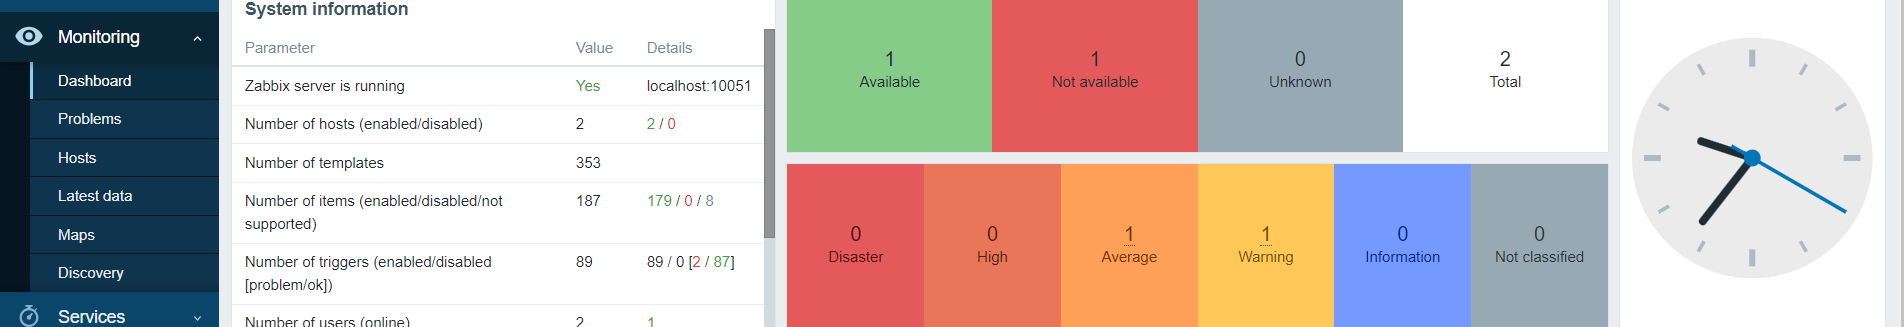 Monitoring
Dashboard
Problems
Hosts
Latest data
Maps
Discovery
Services
System information
Parameter Value Details
Zabbix server is running Yes localhost:10051
Number of hosts (enabled/disabled) 2 2 / 0
Number of templates 353
Number of items (enabled/disabled/not supported) 187 179 / 0 / 8
Number of triggers (enabled/disabled [problem/ok]) 89 89 / 0 [2 / 87]
Number of users (online) 2 1
1 Available
1 Not available
0 Unknown
2 Total
0 Disaster
0 High
1 Average
1 Warning
0 Information
0 Not classified